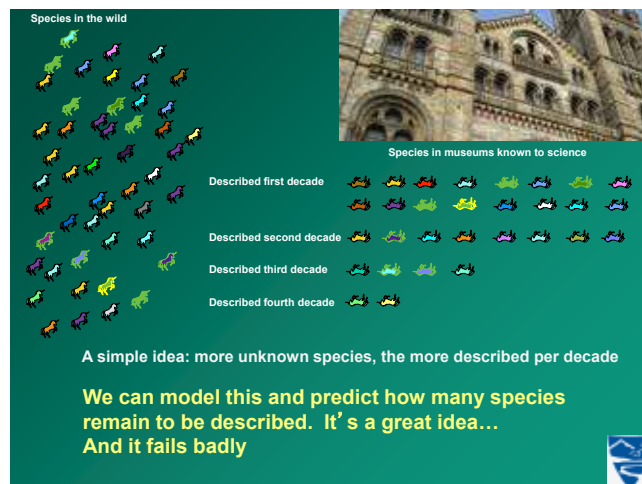 Species in the wild
Species in museums known to science
Described first decade
Described second decade
Described third decade
Described fourth decade
A simple idea: more unknown species, the more described per decade
We can model this and predict how many species
remain to be described. It's a great idea…
And it fails badly